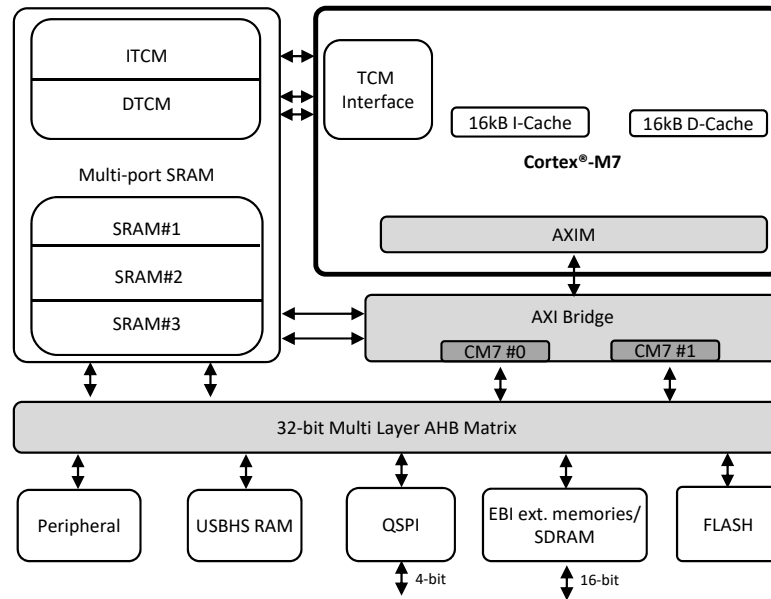 ITCM
DTCM
Multi-port SRAM
SRAM#1
SRAM#2
SRAM#3
TCM
Interface
16kB I-Cache
16kB D-Cache
Cortex®-M7
AXIM
AXI Bridge
CM7 #0
CM7 #1
32-bit Multi Layer AHB Matrix
Peripheral
USBHS RAM
QSPI
EBI ext. memories/
SDRAM
FLASH
4-bit
16-bit